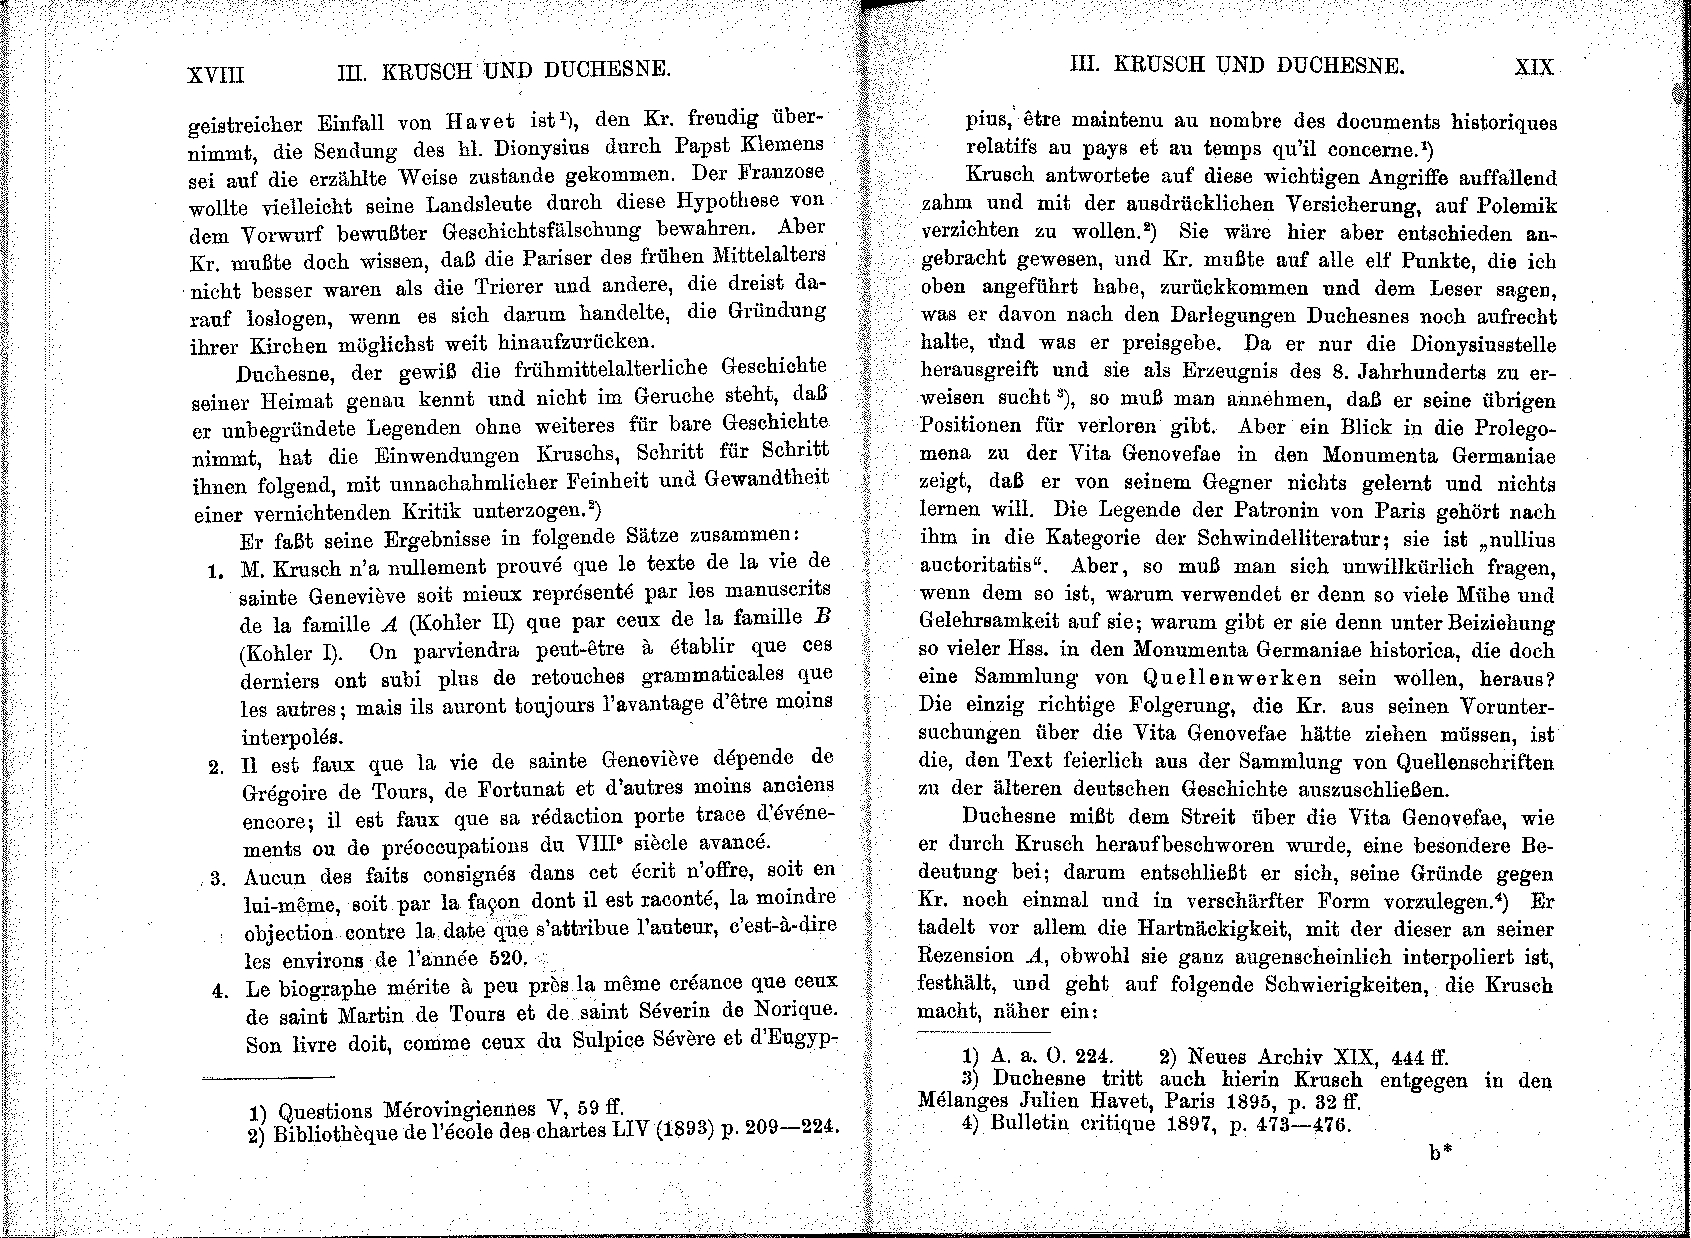 XVIII III. KRUSCH UND DUCHESNE.
geistreicher Einfall von Havet ist¹), den Kr. freudig über-
nimmt, die Sendung des hl. Dionysius durch Papst Klemens
sei auf die erzählte Weise zustande gekommen. Der Franzose
wollte vielleicht seine Landsleute durch diese Hypothese von
dem Vorwurf bewußter Geschichtsfälschung bewahren. Aber
Kr. mußte doch wissen, daß die Pariser des frühen Mittelalters
nicht besser waren als die Trierer und andere, die dreist da-
rauf loslogen, wenn es sich darum handelte, die Gründung
ihrer Kirchen möglichst weit hinaufzurücken.
Duchesne, der gewiß die frühmittelalterliche Geschichte
seiner Heimat genau kennt und nicht im Geruche steht, daß
er unbegründete Legenden ohne weiteres für bare Geschichte
nimmt, hat die Einwendungen Kruschs, Schritt für Schritt
ihnen folgend, mit unnachahmlicher Feinheit und Gewandtheit
einer vernichtenden Kritik unterzogen.²)
Er faßt seine Ergebnisse in folgende Sätze zusammen:
1. M. Krusch n'a nullement prouvé que le texte de la vie de
sainte Geneviève soit mieux représenté par les manuscrits
de la famille A (Kohler II) que par ceux de la famille B
(Kohler I). On parviendra peut-être à établir que ces
derniers ont subi plus de retouches grammaticales que
les autres; mais ils auront toujours l'avantage d'être moins
interpolés.
2. Il est faux que la vie de sainte Geneviève dépende de
Grégoire de Tours, de Fortunat et d'autres moins anciens
encore; il est faux que sa rédaction porte trace d'événe-
ments ou de préoccupations du VIIIᵉ siècle avancé.
3. Aucun des faits consignés dans cet écrit n'offre, soit en
lui-même, soit par la façon dont il est raconté, la moindre
objection contre la date que s'attribue l'auteur, c'est-à-dire
les environs de l'année 520.
4. Le biographe mérite à peu près la même créance que ceux
de saint Martin de Tours et de saint Séverin de Norique.
Son livre doit, comme ceux du Sulpice Sévère et d'Eugyp-
1) Questions Mérovingiennes V, 59 ff.
2) Bibliothèque de l'école des chartes LIV (1893) p. 209—224.
III. KRUSCH UND DUCHESNE. XIX
pius, être maintenu au nombre des documents historiques
relatifs au pays et au temps qu'il concerne.¹)
Krusch antwortete auf diese wichtigen Angriffe auffallend
zahm und mit der ausdrücklichen Versicherung, auf Polemik
verzichten zu wollen.²) Sie wäre hier aber entschieden an-
gebracht gewesen, und Kr. mußte auf alle elf Punkte, die ich
oben angeführt habe, zurückkommen und dem Leser sagen,
was er davon nach den Darlegungen Duchesnes noch aufrecht
halte, und was er preisgebe. Da er nur die Dionysiusstelle
herausgreift und sie als Erzeugnis des 8. Jahrhunderts zu er-
weisen sucht³), so muß man annehmen, daß er seine übrigen
Positionen für verloren gibt. Aber ein Blick in die Prolego-
mena zu der Vita Genovefae in den Monumenta Germaniae
zeigt, daß er von seinem Gegner nichts gelernt und nichts
lernen will. Die Legende der Patronin von Paris gehört nach
ihm in die Kategorie der Schwindelliteratur; sie ist „nullius
auctoritatis“. Aber, so muß man sich unwillkürlich fragen,
wenn dem so ist, warum verwendet er denn so viele Mühe und
Gelehrsamkeit auf sie; warum gibt er sie denn unter Beiziehung
so vieler Hss. in den Monumenta Germaniae historica, die doch
eine Sammlung von Quellenwerken sein wollen, heraus?
Die einzig richtige Folgerung, die Kr. aus seinen Vorunter-
suchungen über die Vita Genovefae hätte ziehen müssen, ist
die, den Text feierlich aus der Sammlung von Quellenschriften
zu der älteren deutschen Geschichte auszuschließen.
Duchesne mißt dem Streit über die Vita Genovefae, wie
er durch Krusch heraufbeschworen wurde, eine besondere Be-
deutung bei; darum entschließt er sich, seine Gründe gegen
Kr. noch einmal und in verschärfter Form vorzulegen.⁴) Er
tadelt vor allem die Hartnäckigkeit, mit der dieser an seiner
Rezension A, obwohl sie ganz augenscheinlich interpoliert ist,
festhält, und geht auf folgende Schwierigkeiten, die Krusch
macht, näher ein:
1) A. a. O. 224. 2) Neues Archiv XIX, 444 ff.
3) Duchesne tritt auch hierin Krusch entgegen in den
Mélanges Julien Havet, Paris 1895, p. 32 ff.
4) Bulletin critique 1897, p. 473—476.
b*